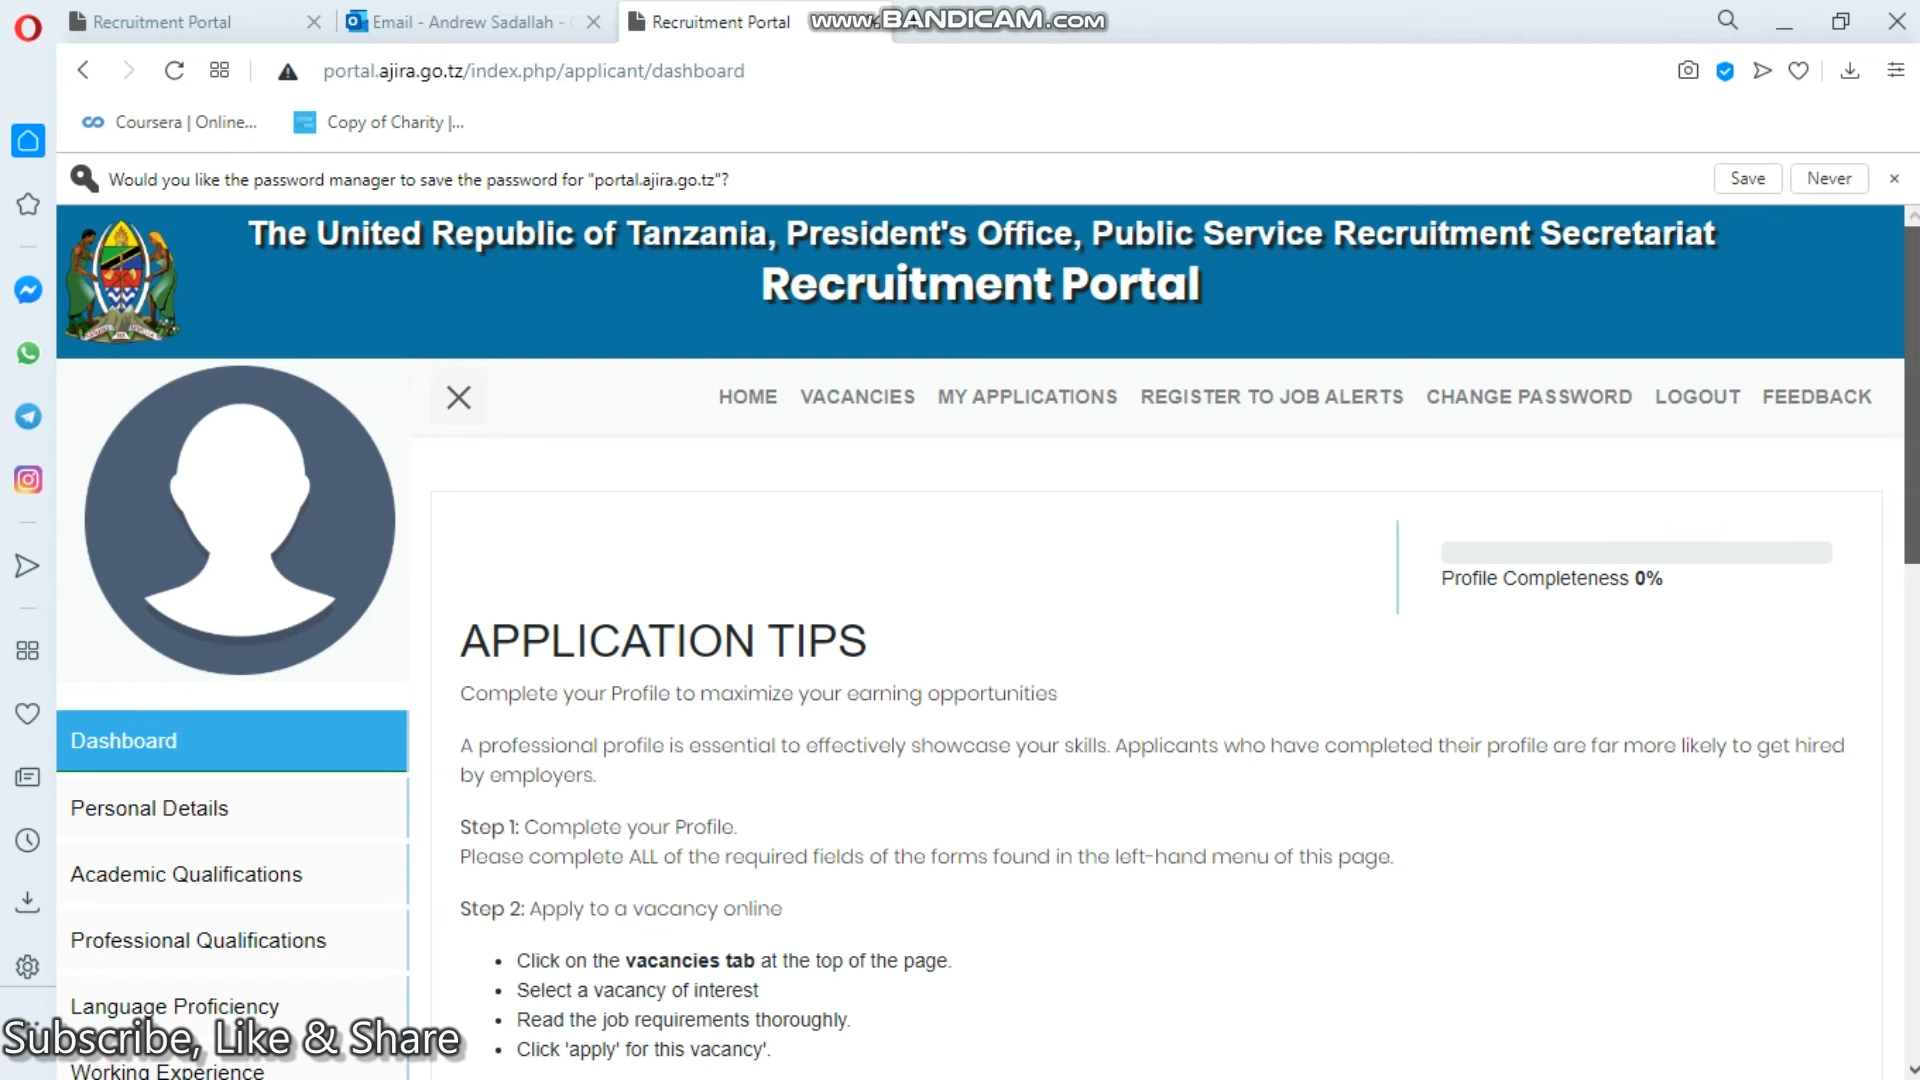 Recruitment Portal
Email - Andrew Sadallah -
Recruitment Portal
www.BANDICAM.com
portal.ajira.go.tz/index.php/applicant/dashboard
Coursera | Online...
Copy of Charity |...
Would you like the password manager to save the password for "portal.ajira.go.tz"?
Save
Never
The United Republic of Tanzania, President's Office, Public Service Recruitment Secretariat
Recruitment Portal
HOME VACANCIES MY APPLICATIONS REGISTER TO JOB ALERTS CHANGE PASSWORD LOGOUT FEEDBACK
Profile Completeness 0%
APPLICATION TIPS
Complete your Profile to maximize your earning opportunities
A professional profile is essential to effectively showcase your skills. Applicants who have completed their profile are far more likely to get hired
by employers.
Step 1: Complete your Profile.
Please complete ALL of the required fields of the forms found in the left-hand menu of this page.
Step 2: Apply to a vacancy online
• Click on the vacancies tab at the top of the page.
• Select a vacancy of interest
• Read the job requirements thoroughly.
• Click 'apply' for this vacancy'.
Dashboard
Personal Details
Academic Qualifications
Professional Qualifications
Language Proficiency
Working Experience
Subscribe, Like & Share